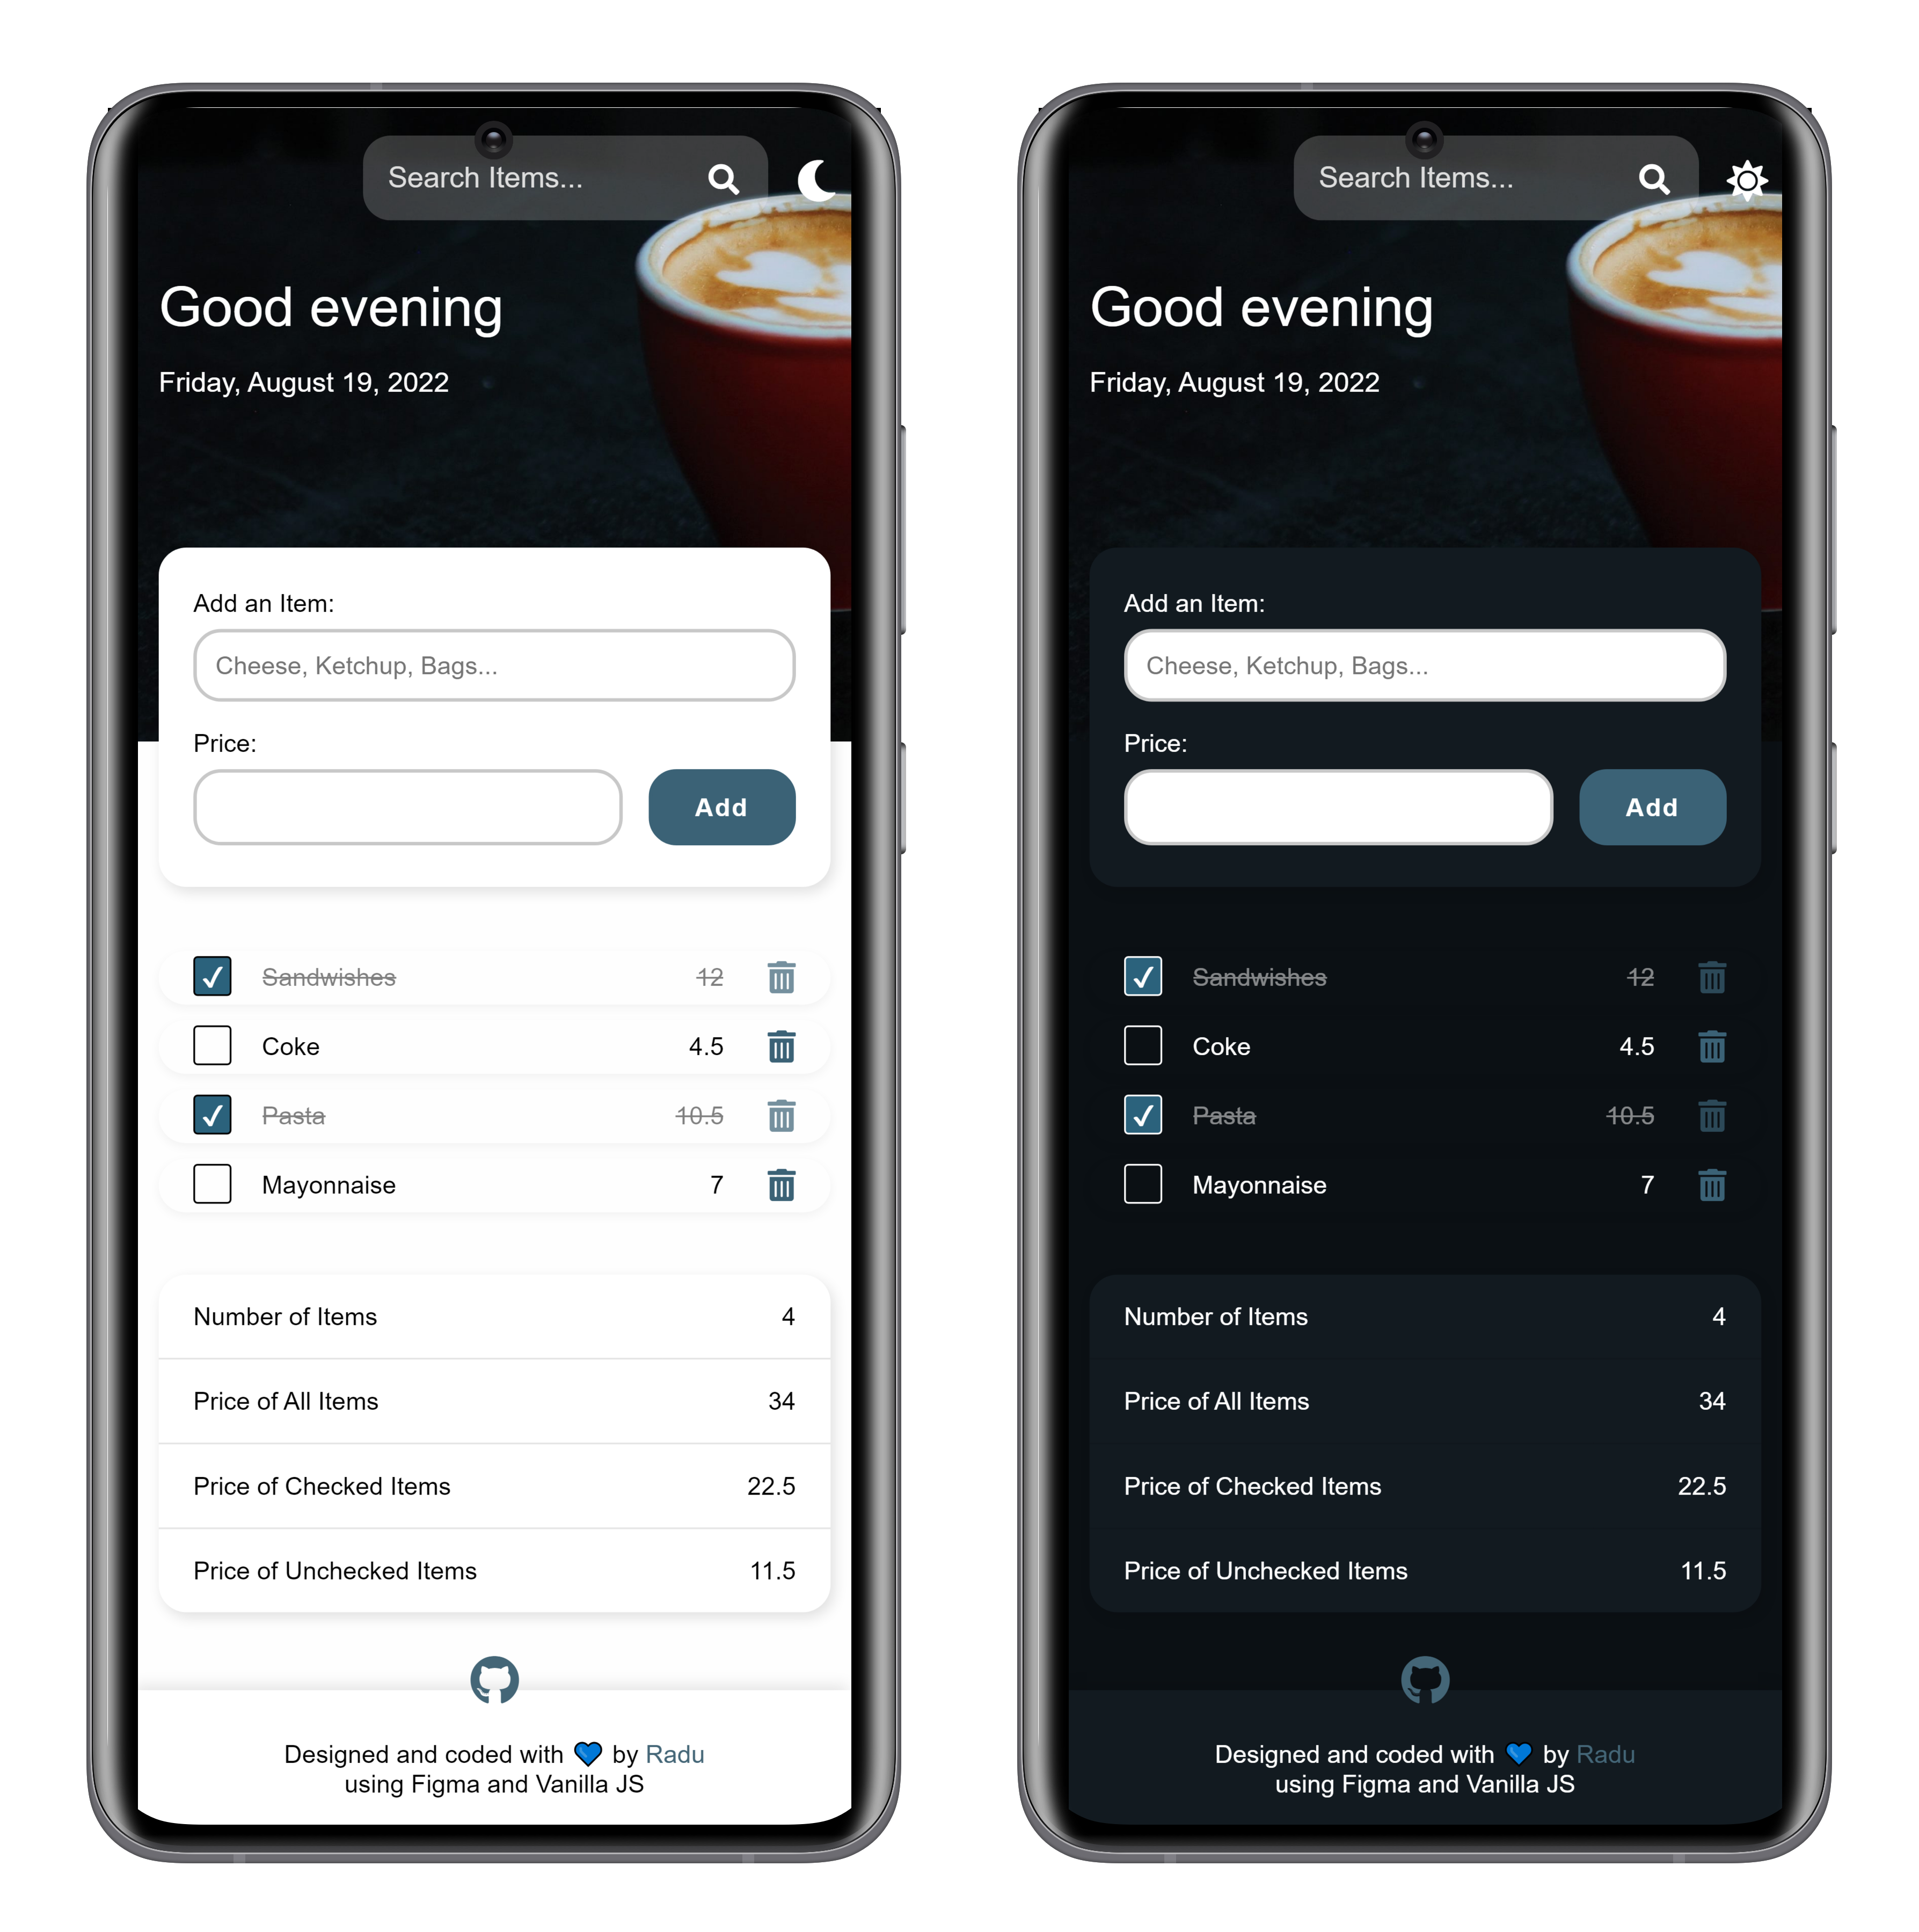 Search Items...
Good evening
Friday, August 19, 2022
Add an Item:
Cheese, Ketchup, Bags...
Price:
Add
Sandwishes 12
Coke 4.5
Pasta 10.5
Mayonnaise 7
Number of Items 4
Price of All Items 34
Price of Checked Items 22.5
Price of Unchecked Items 11.5
Designed and coded with 💙 by Radu
using Figma and Vanilla JS
Search Items...
Good evening
Friday, August 19, 2022
Add an Item:
Cheese, Ketchup, Bags...
Price:
Add
Sandwishes 12
Coke 4.5
Pasta 10.5
Mayonnaise 7
Number of Items 4
Price of All Items 34
Price of Checked Items 22.5
Price of Unchecked Items 11.5
Designed and coded with 💙 by Radu
using Figma and Vanilla JS